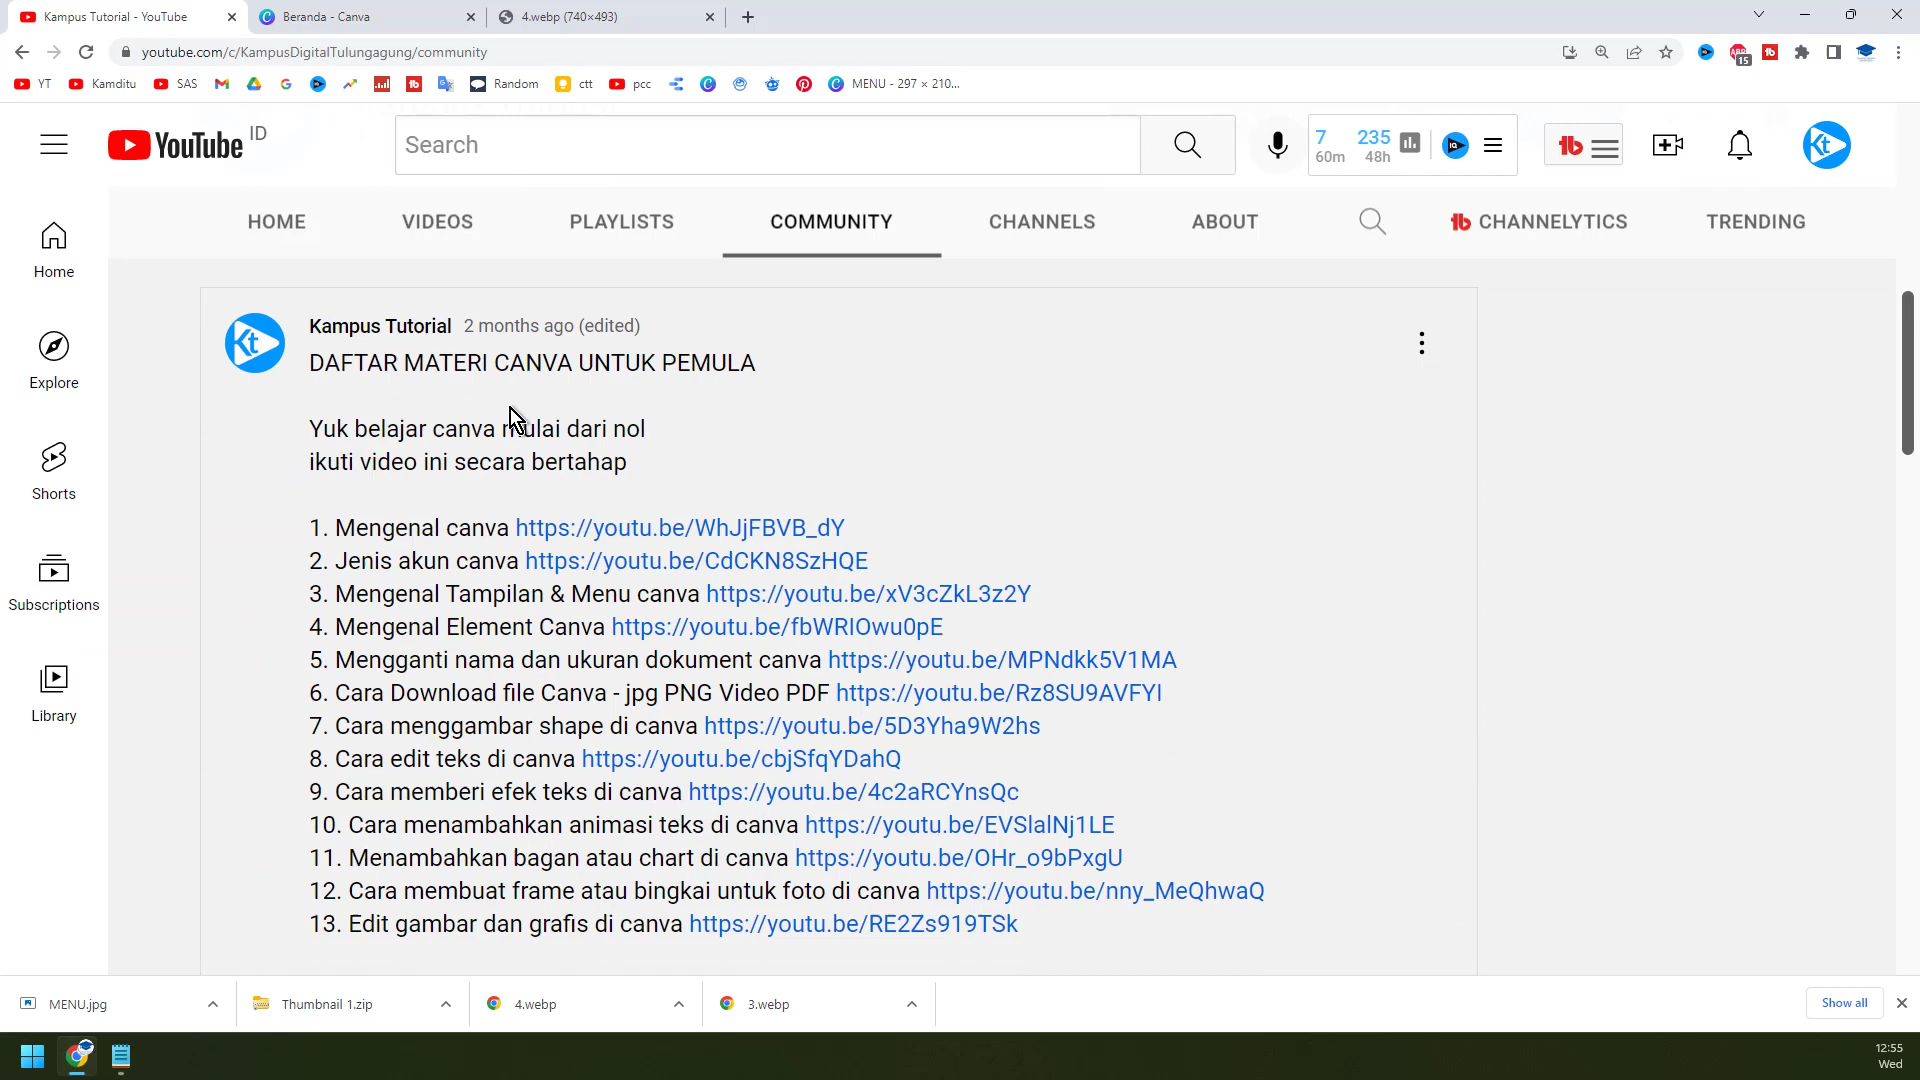 Kampus Tutorial - YouTube
Beranda - Canva
4.webp (740×493)
youtube.com/c/KampusDigitalTulungagung/community
15
YT
Kamditu
SAS
Random
ctt
pcc
MENU - 297 × 210...
YouTube ID
Search
7 60m
235 48h
Kt
HOME
VIDEOS
PLAYLISTS
COMMUNITY
CHANNELS
ABOUT
CHANNELYTICS
TRENDING
Home
Explore
Shorts
Subscriptions
Library
Kt
Kampus Tutorial 2 months ago (edited)
DAFTAR MATERI CANVA UNTUK PEMULA
Yuk belajar canva mulai dari nol
ikuti video ini secara bertahap
1. Mengenal canva https://youtu.be/WhJjFBVB_dY
2. Jenis akun canva https://youtu.be/CdCKN8SzHQE
3. Mengenal Tampilan & Menu canva https://youtu.be/xV3cZkL3z2Y
4. Mengenal Element Canva https://youtu.be/fbWRIOwu0pE
5. Mengganti nama dan ukuran dokument canva https://youtu.be/MPNdkk5V1MA
6. Cara Download file Canva - jpg PNG Video PDF https://youtu.be/Rz8SU9AVFYI
7. Cara menggambar shape di canva https://youtu.be/5D3Yha9W2hs
8. Cara edit teks di canva https://youtu.be/cbjSfqYDahQ
9. Cara memberi efek teks di canva https://youtu.be/4c2aRCYnsQc
10. Cara menambahkan animasi teks di canva https://youtu.be/EVSlalNj1LE
11. Menambahkan bagan atau chart di canva https://youtu.be/OHr_o9bPxgU
12. Cara membuat frame atau bingkai untuk foto di canva https://youtu.be/nny_MeQhwaQ
13. Edit gambar dan grafis di canva https://youtu.be/RE2Zs919TSk
MENU.jpg
Thumbnail 1.zip
4.webp
3.webp
Show all
12:55
Wed